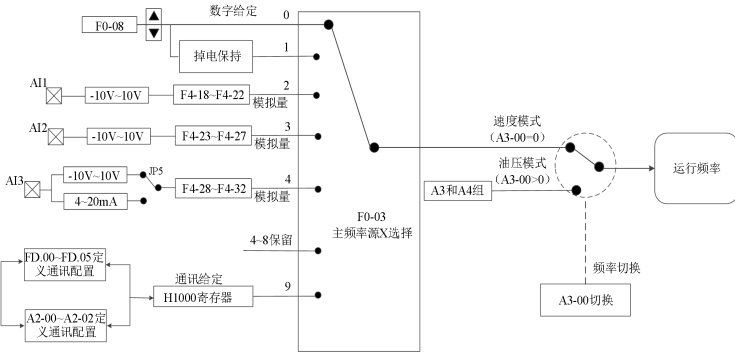 数字给定
0
F0-08
掉电保持
1
AI1
-10V~10V
F4-18~F4-22
2
模拟量
AI2
-10V~10V
F4-23~F4-27
3
模拟量
AI3
-10V~10V
JP5
4~20mA
F4-28~F4-32
4
模拟量
4~8保留
FD.00~FD.05定
义通讯配置
A2-00~A2-02定
义通讯配置
通讯给定
H1000寄存器
9
F0-03
主频率源X选择
速度模式
(A3-00=0)
油压模式
(A3-00>0)
A3和A4组
运行频率
频率切换
A3-00切换